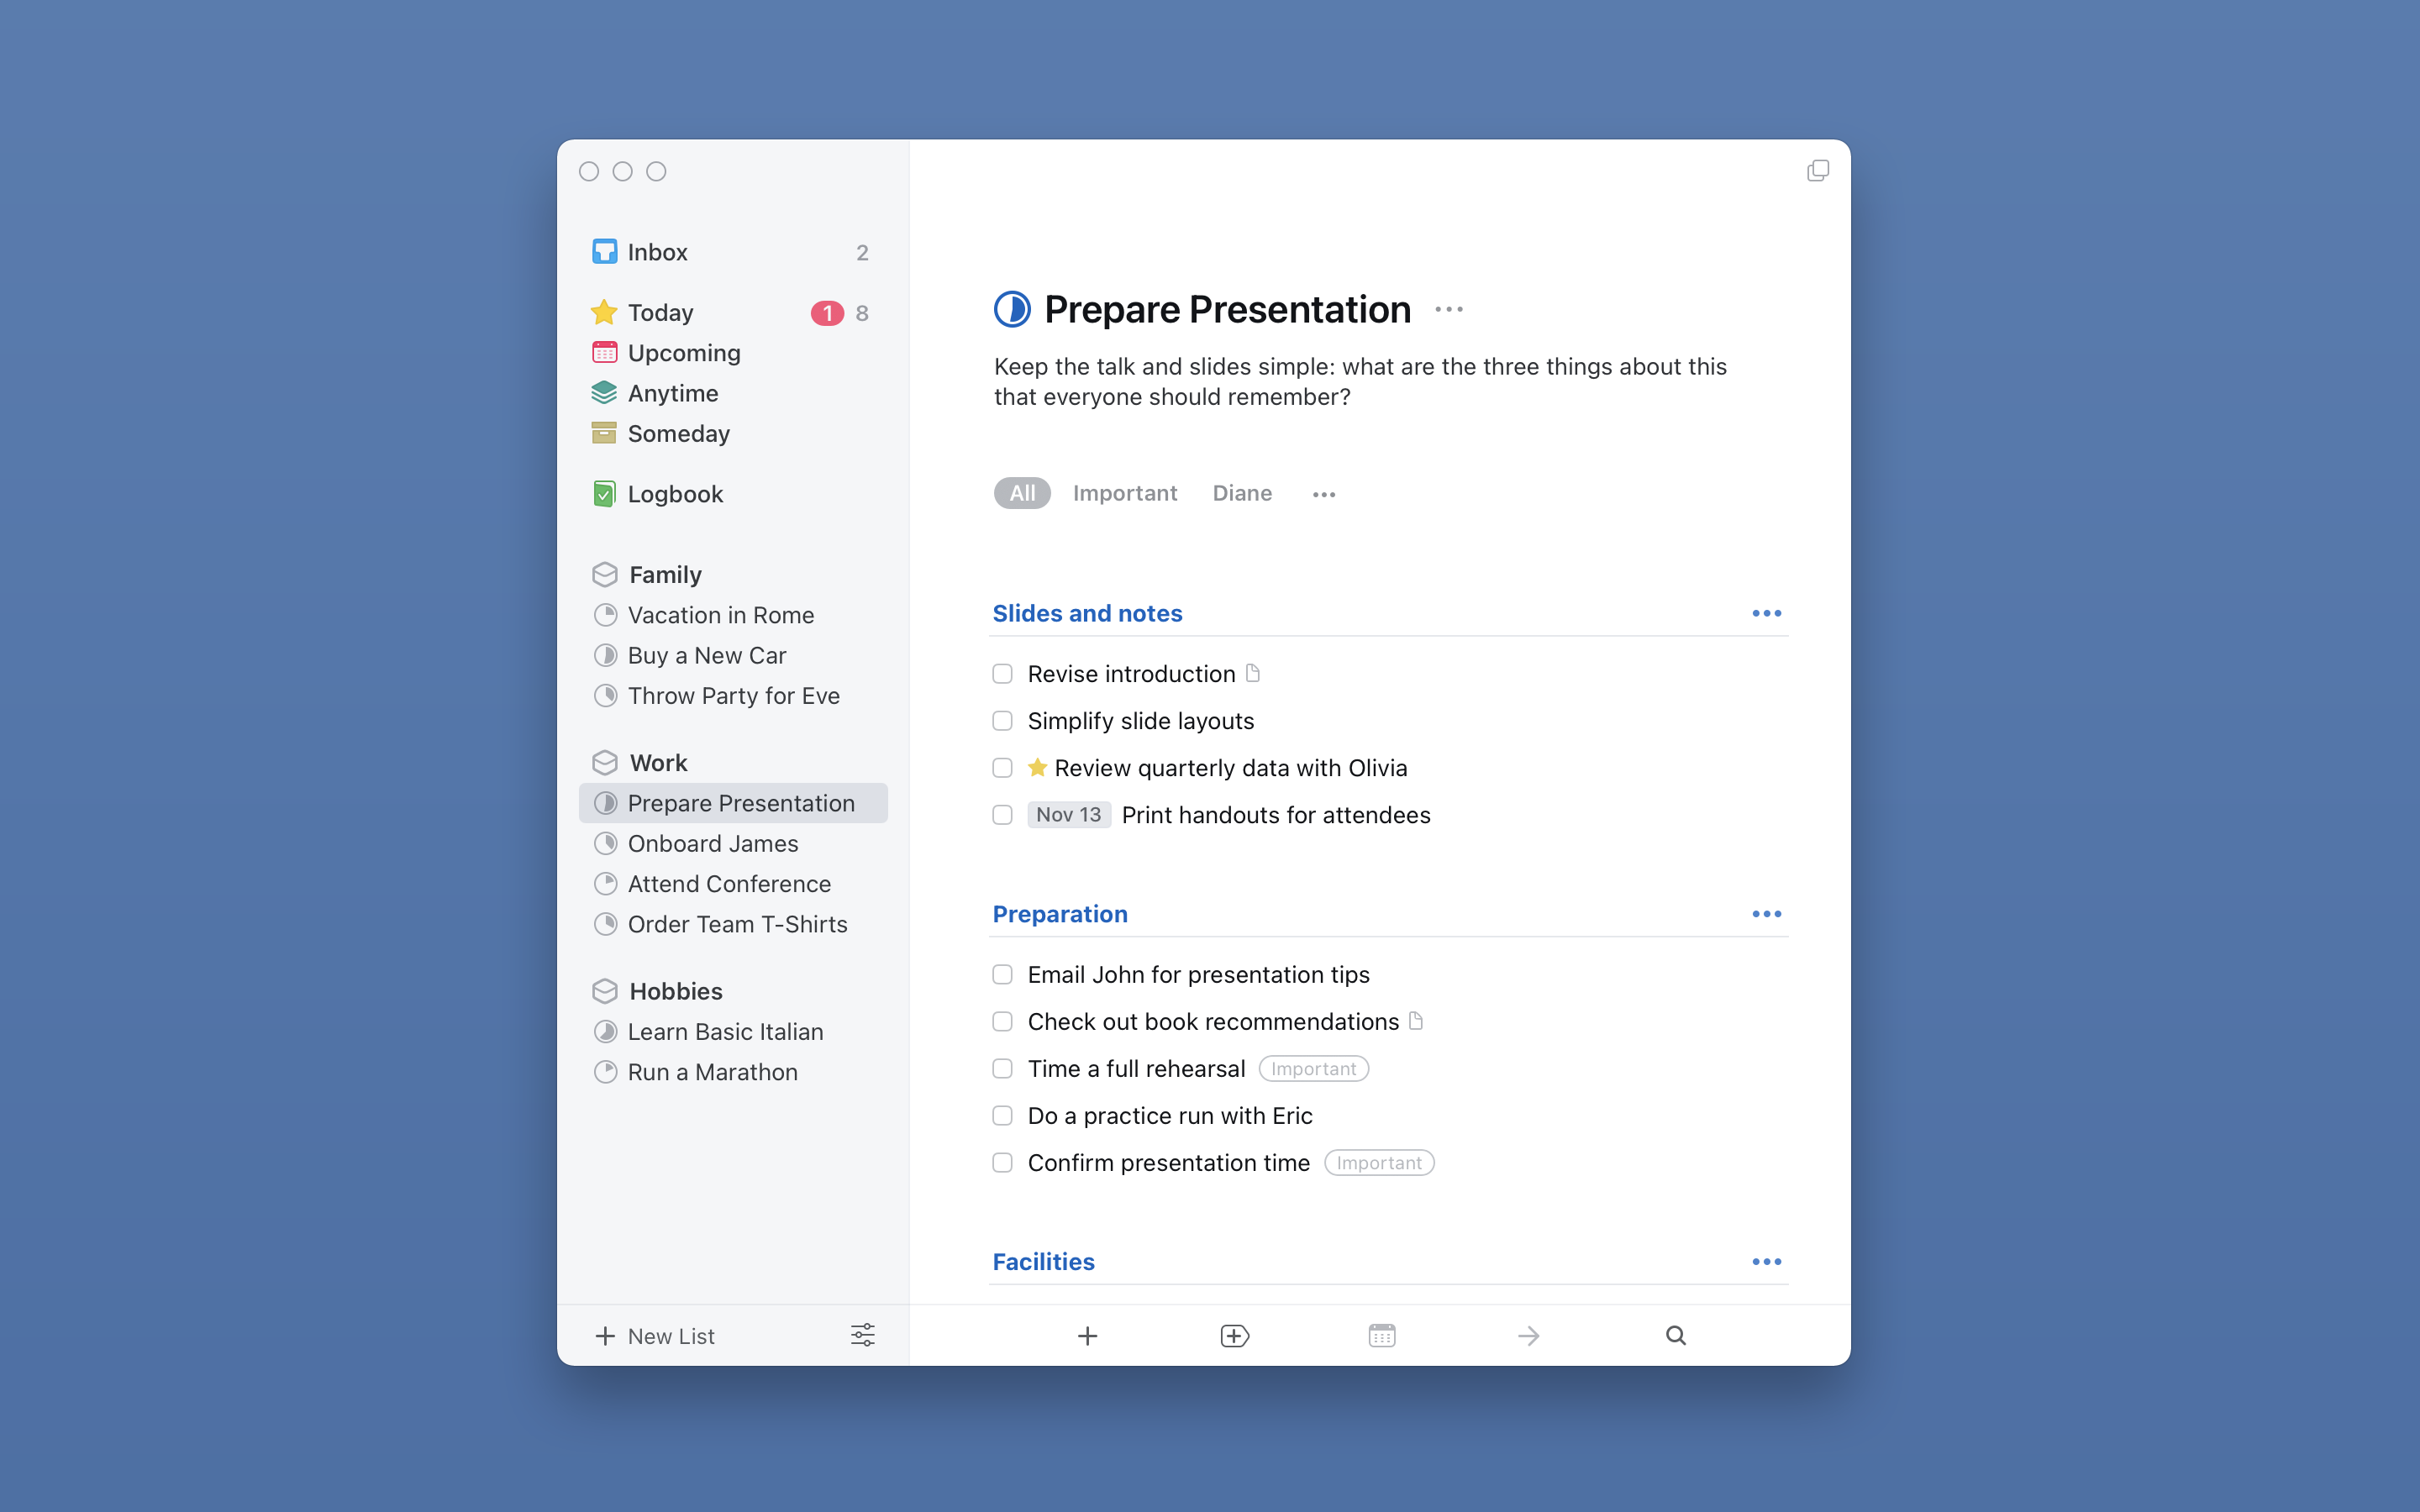 Inbox 2
Today 1 8
Upcoming
Anytime
Someday
Logbook
Family
Vacation in Rome
Buy a New Car
Throw Party for Eve
Work
Prepare Presentation
Onboard James
Attend Conference
Order Team T-Shirts
Hobbies
Learn Basic Italian
Run a Marathon
New List
Prepare Presentation
Keep the talk and slides simple: what are the three things about this
that everyone should remember?
All Important Diane
Slides and notes
Revise introduction
Simplify slide layouts
Review quarterly data with Olivia
Nov 13 Print handouts for attendees
Preparation
Email John for presentation tips
Check out book recommendations
Time a full rehearsal Important
Do a practice run with Eric
Confirm presentation time Important
Facilities